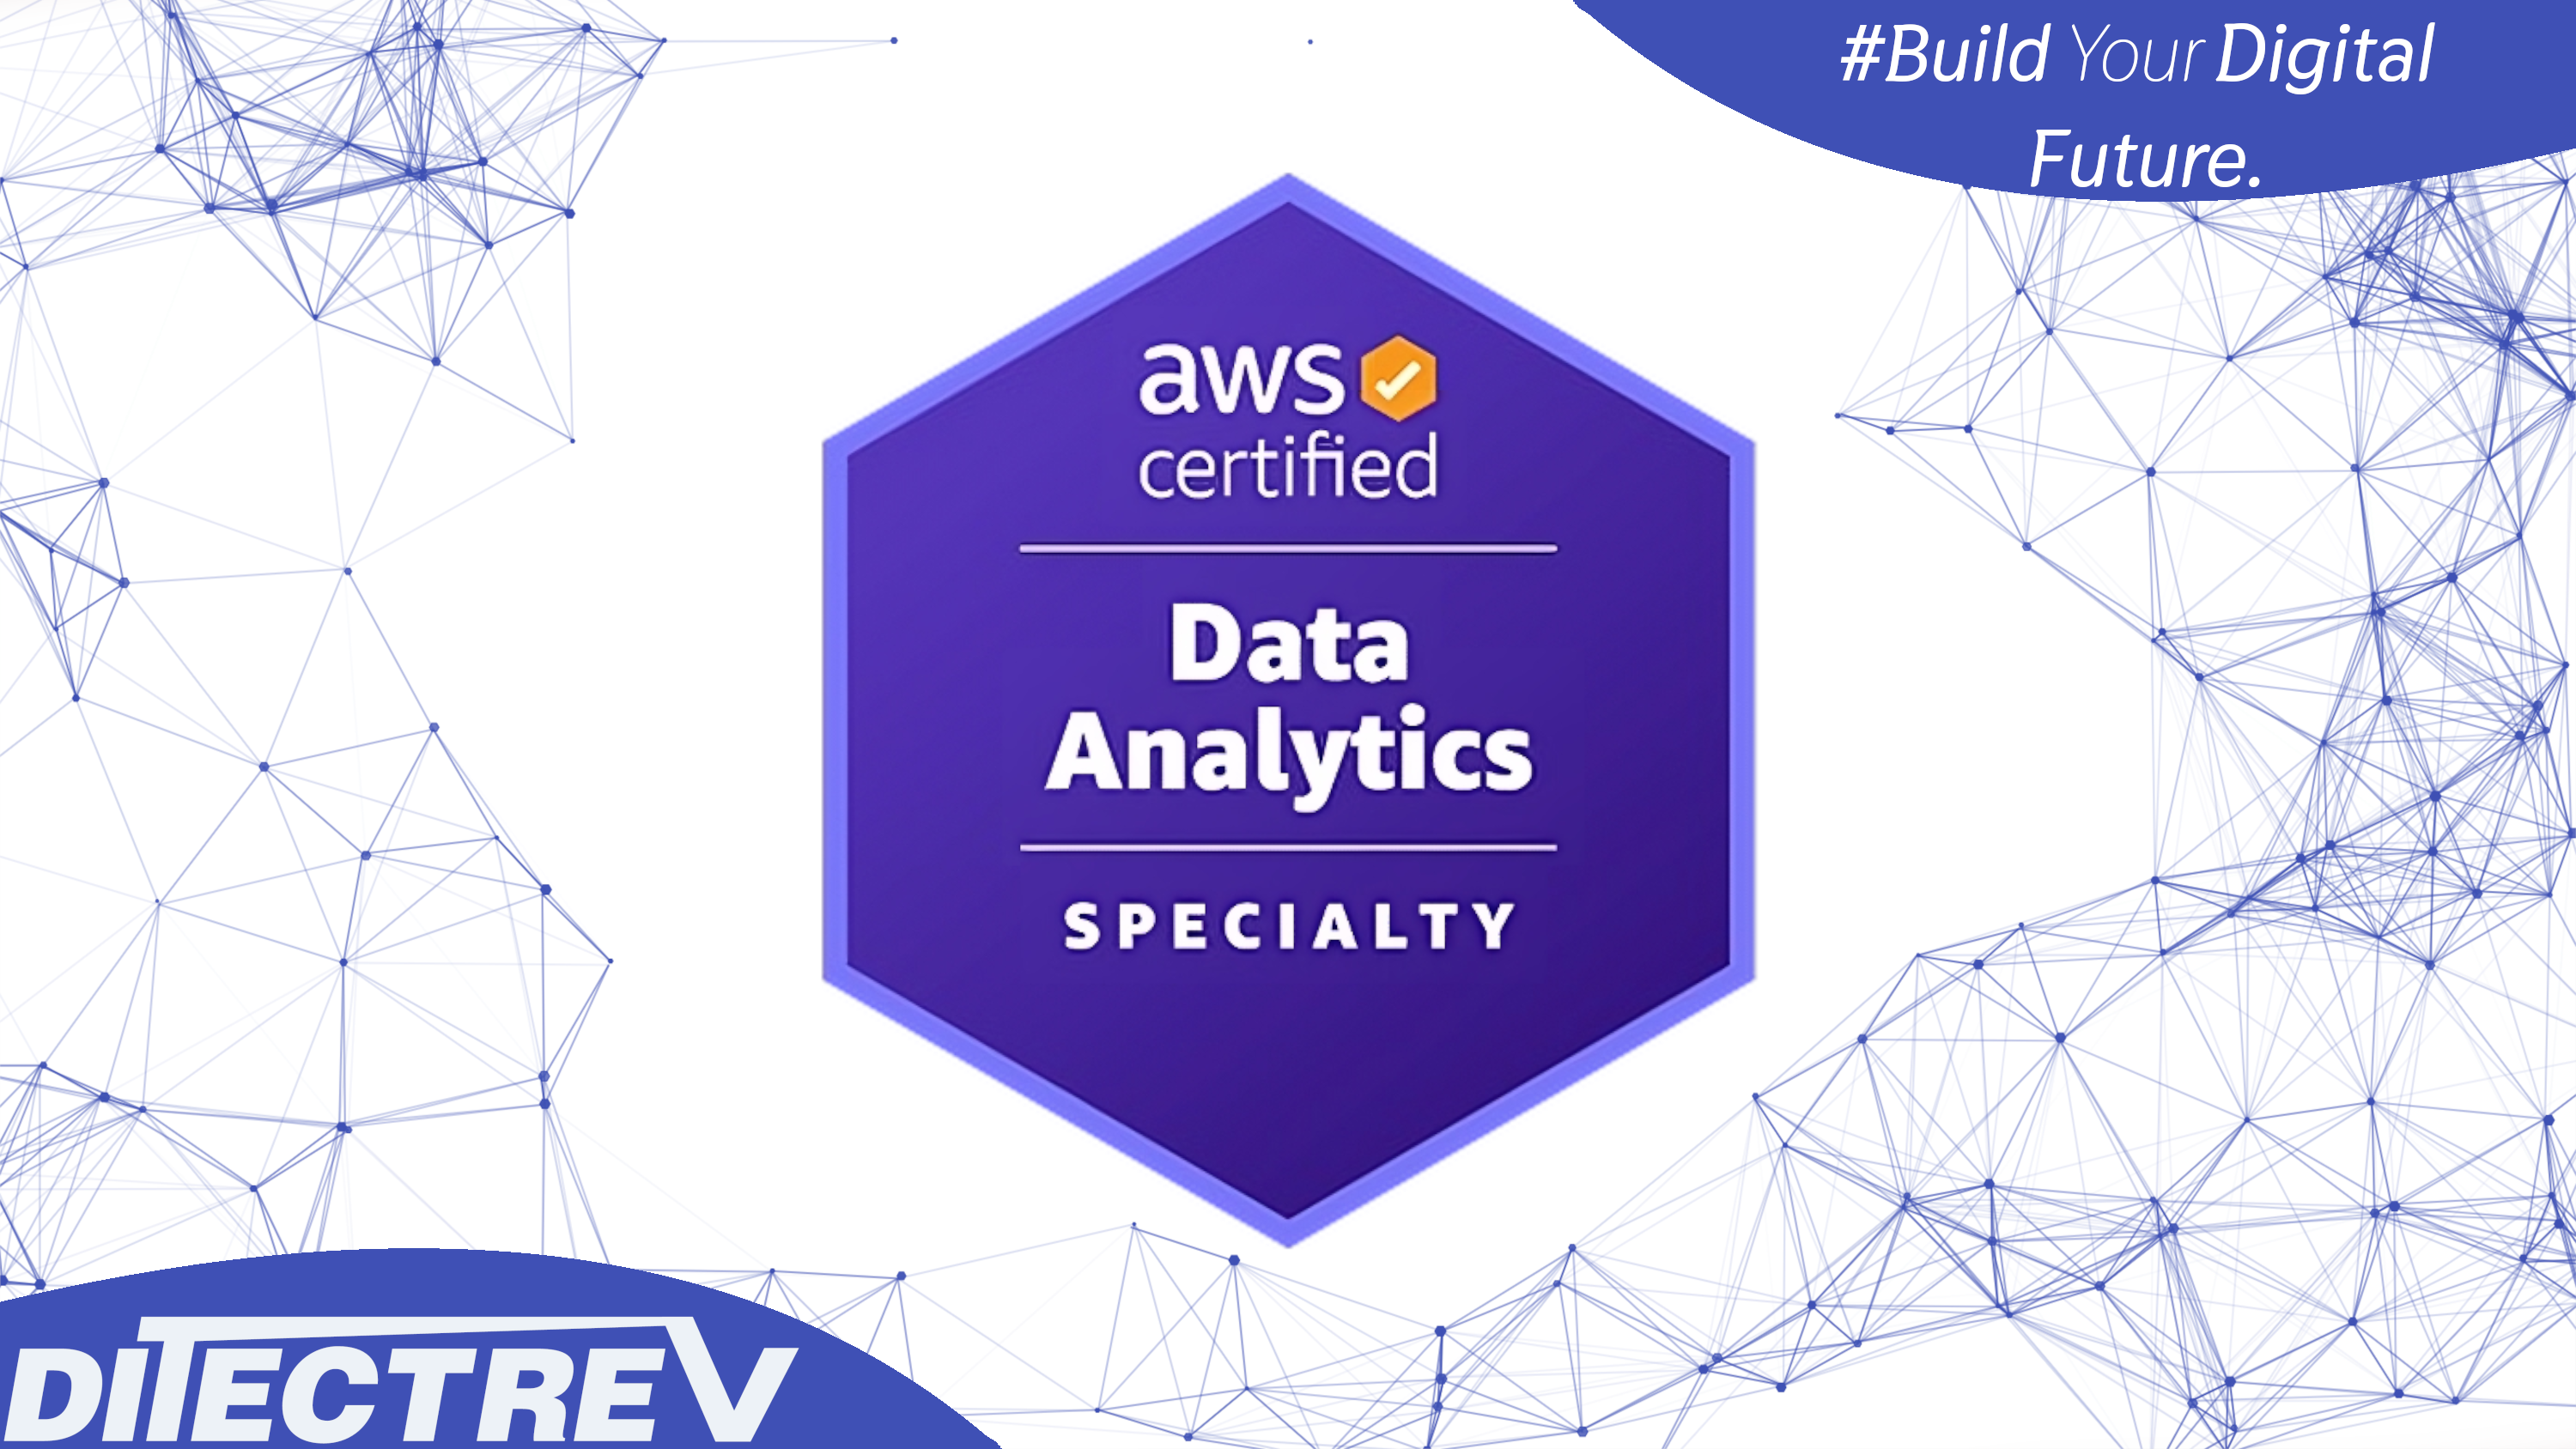 #Build Your Digital
Future.
aws
certified
Data
Analytics
SPECIALTY
DITECTREV